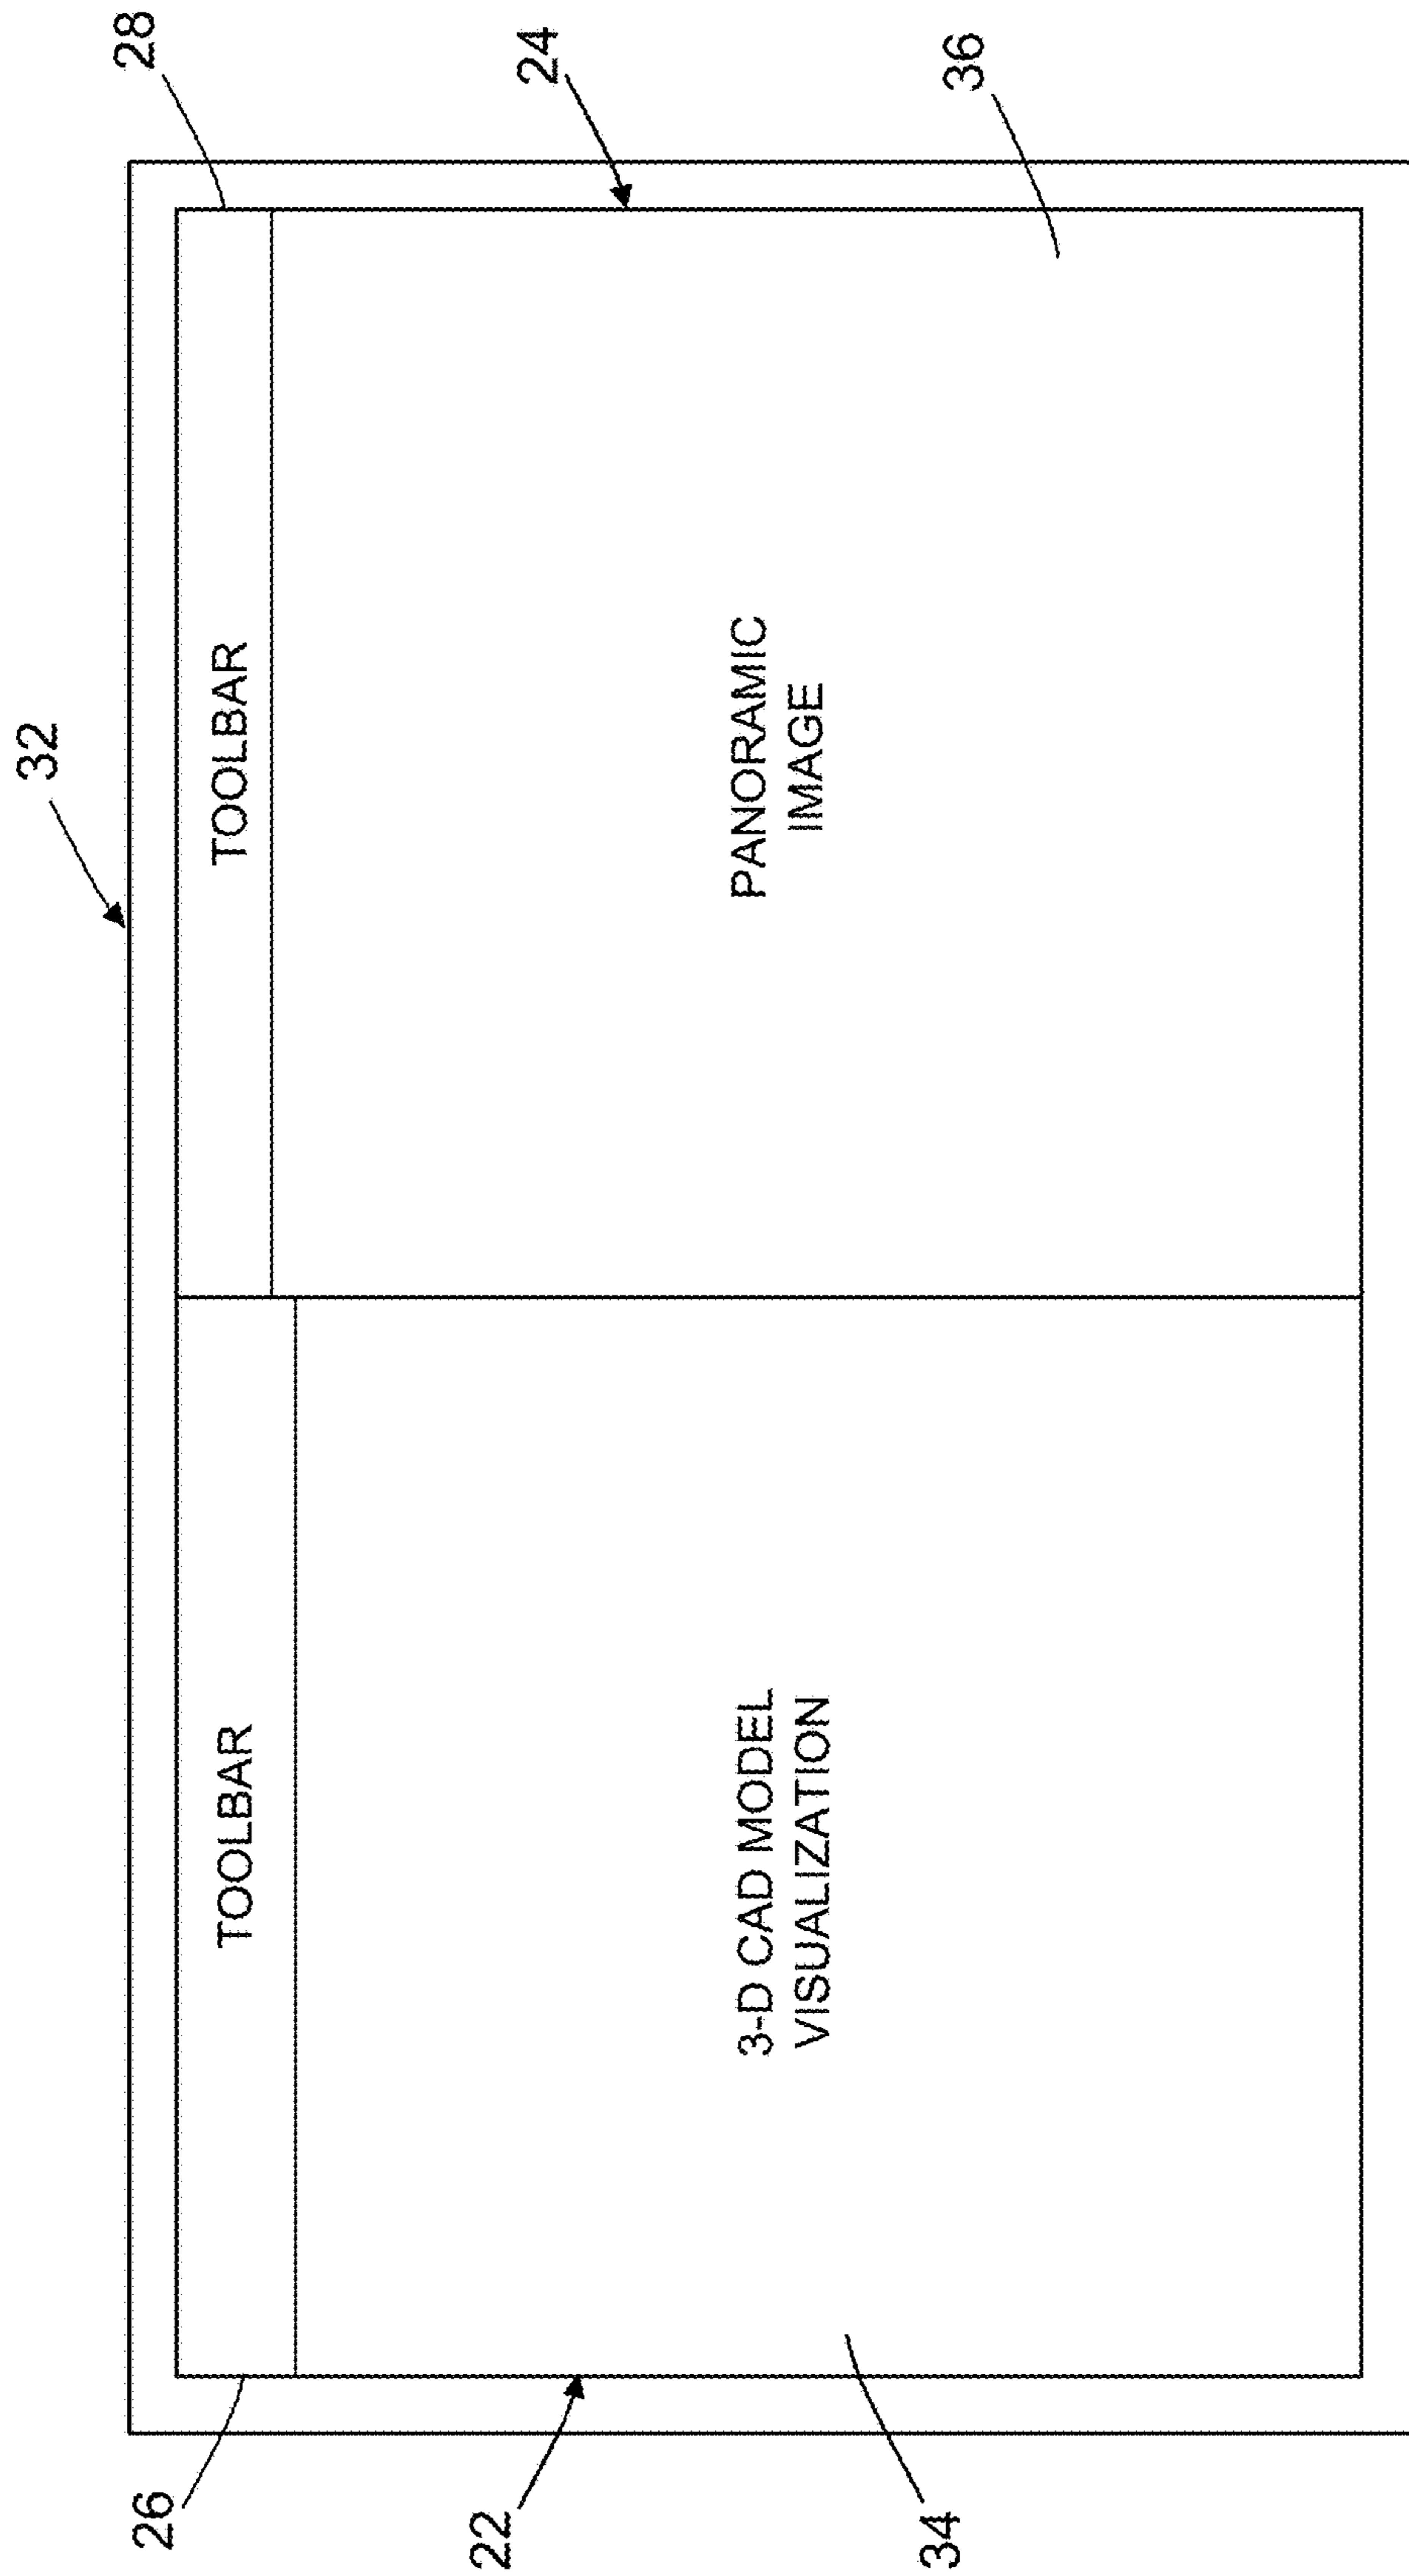 32
26
TOOLBAR
TOOLBAR
28
22
24
3-D CAD MODEL
VISUALIZATION
PANORAMIC
IMAGE
34
36